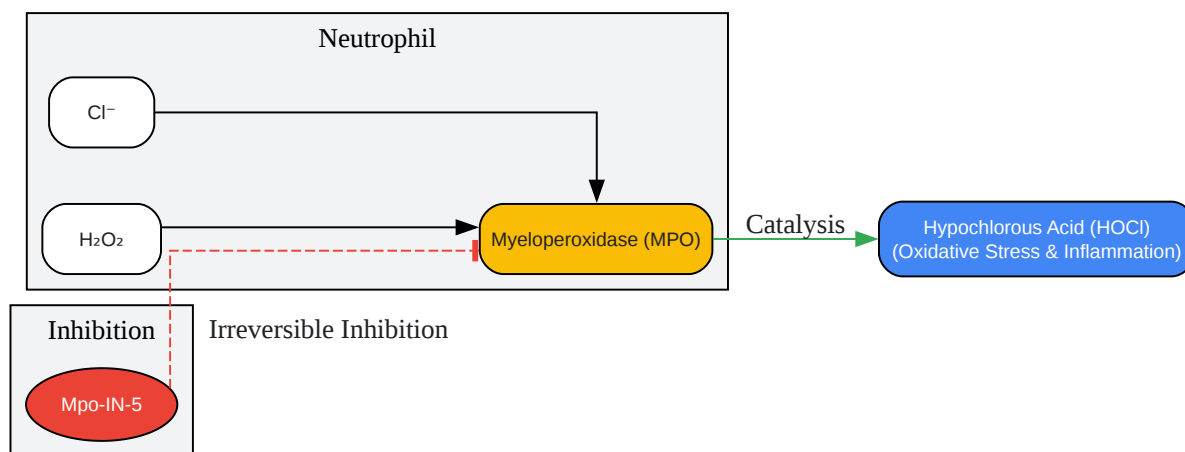 Neutrophil
Cl⁻
H₂O₂
Myeloperoxidase (MPO)
Catalysis
Hypochlorous Acid (HOCl)
(Oxidative Stress & Inflammation)
Inhibition
Irreversible Inhibition
Mpo-IN-5